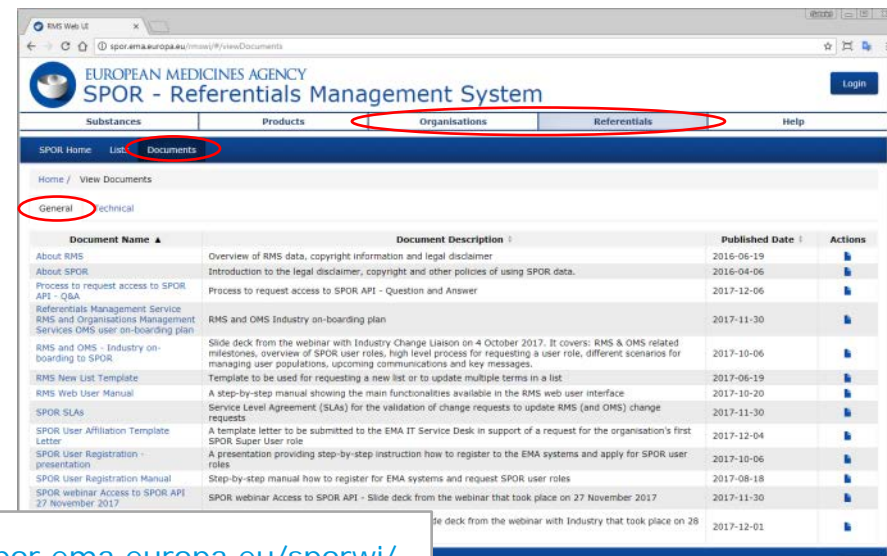 RMS Web UI
spor.ema.europa.eu/rmswi/#/viewDocuments
EUROPEAN MEDICINES AGENCY
SPOR - Referentials Management System
Login
Substances Products Organisations Referentials Help
SPOR Home Lists Documents
Home / View Documents
General Technical
Document Name ▲ Document Description Published Date Actions
About RMS Overview of RMS data, copyright information and legal disclaimer 2016-06-19
About SPOR Introduction to the legal disclaimer, copyright and other policies of using SPOR data. 2016-04-06
Process to request access to SPOR
API - Q&A
Process to request access to SPOR API - Question and Answer 2017-12-06
Referentials Management Service
RMS and Organisations Management
Services OMS user on-boarding plan
RMS and OMS Industry on-boarding plan 2017-11-30
RMS and OMS - Industry on-
boarding to SPOR
Slide deck from the webinar with Industry Change Liaison on 4 October 2017. It covers: RMS & OMS related
milestones, overview of SPOR user roles, high level process for requesting a user role, different scenarios for
managing user populations, upcoming communications and key messages.
2017-10-06
RMS New List Template Template to be used for requesting a new list or to update multiple terms in a list 2017-06-19
RMS Web User Manual A step-by-step manual showing the main functionalities available in the RMS web user interface 2017-10-20
SPOR SLAs
Service Level Agreement (SLAs) for the validation of change requests to update RMS (and OMS) change
requests
2017-11-30
SPOR User Affiliation Template
Letter
A template letter to be submitted to the EMA IT Service Desk in support of a request for the organisation's first
SPOR Super User role
2017-12-04
SPOR User Registration -
presentation
A presentation providing step-by-step instruction how to register to the EMA systems and apply for SPOR user
roles
2017-10-06
SPOR User Registration Manual Step-by-step manual how to register for EMA systems and request SPOR user roles 2017-08-18
SPOR webinar Access to SPOR API
27 November 2017
SPOR webinar Access to SPOR API - Slide deck from the webinar that took place on 27 November 2017 2017-11-30
de deck from the webinar with Industry that took place on 28
2017-12-01
por.ema.europa.eu/sporwi/